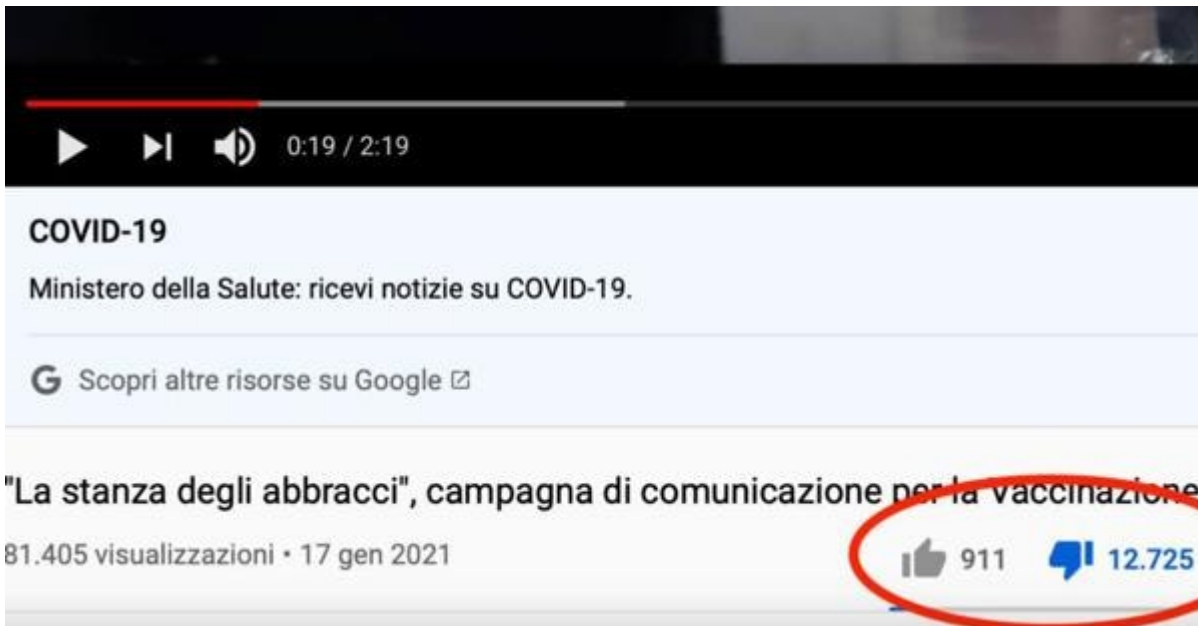 0:19 / 2:19
COVID-19
Ministero della Salute: ricevi notizie su COVID-19.
G Scopri altre risorse su Google
"La stanza degli abbracci", campagna di comunicazione per la Vaccinazione
81.405 visualizzazioni • 17 gen 2021 911 12.725